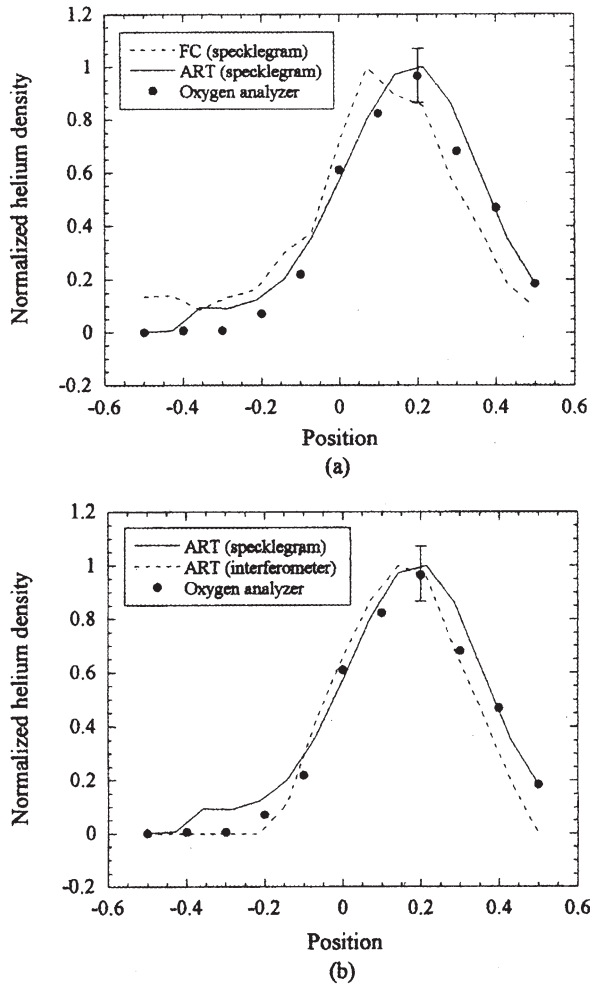 1.2
1
0.8
0.6
0.4
0.2
0
-0.2
Normalized helium density
FC (specklegram)
ART (specklegram)
Oxygen analyzer
-0.6 -0.4 -0.2 0 0.2 0.4 0.6
Position
(a)
1.2
1
0.8
0.6
0.4
0.2
0
-0.2
Normalized helium density
ART (specklegram)
ART (interferometer)
Oxygen analyzer
-0.6 -0.4 -0.2 0 0.2 0.4 0.6
Position
(b)